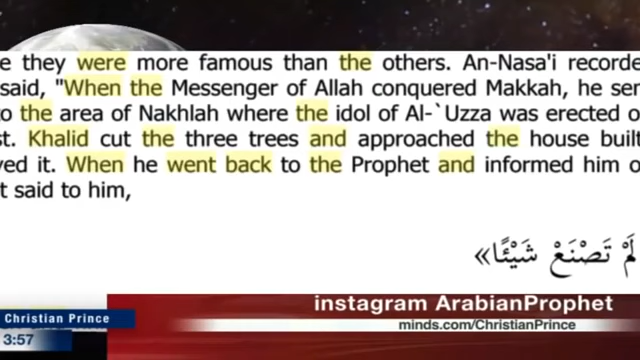 e they were more famous than the others. An-Nasa'i recorde
said, "When the Messenger of Allah conquered Makkah, he sen
to the area of Nakhlah where the idol of Al-`Uzza was erected o
st. Khalid cut the three trees and approached the house built
yed it. When he went back to the Prophet and informed him o
t said to him,
لَمْ تَصْنَعْ شَيْئًا»
instagram ArabianProphet
Christian Prince
minds.com/ChristianPrince
3:57